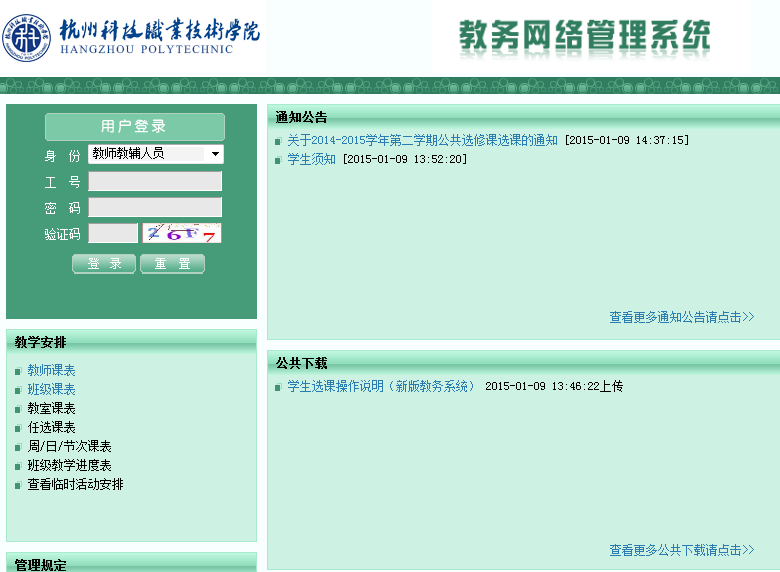 杭州科技職業技術學院
HANGZHOU POLYTECHNIC
教务网络管理系统
用户登录
身 份 教师教辅人员
工 号
密 码
验证码 26F7
登 录 重 置
通知公告
关于2014-2015学年第二学期公共选修课选课的通知 [2015-01-09 14:37:15]
学生须知 [2015-01-09 13:52:20]
查看更多通知公告请点击>>
教学安排
教师课表
班级课表
教室课表
任选课表
周/日/节次课表
班级教学进度表
查看临时活动安排
公共下载
学生选课操作说明（新版教务系统） 2015-01-09 13:46:22上传
查看更多公共下载请点击>>
管理规定